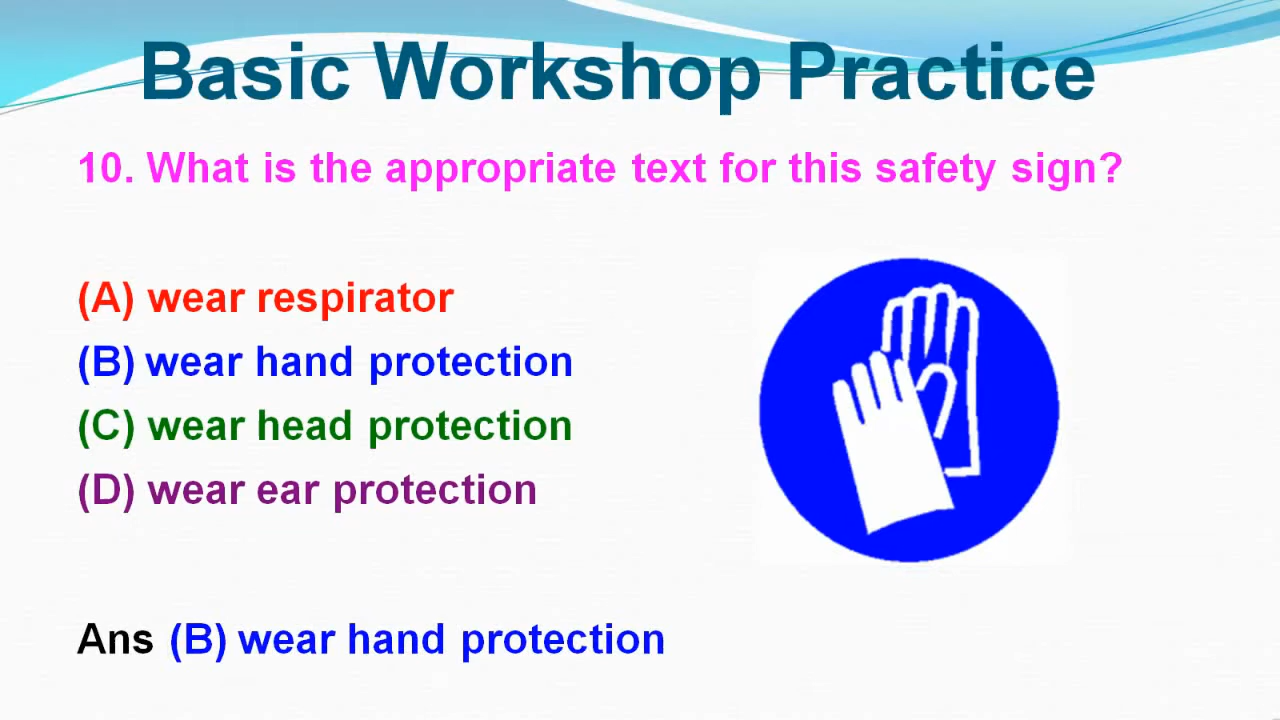 Basic Workshop Practice
10. What is the appropriate text for this safety sign?
(A) wear respirator
(B) wear hand protection
(C) wear head protection
(D) wear ear protection
Ans (B) wear hand protection